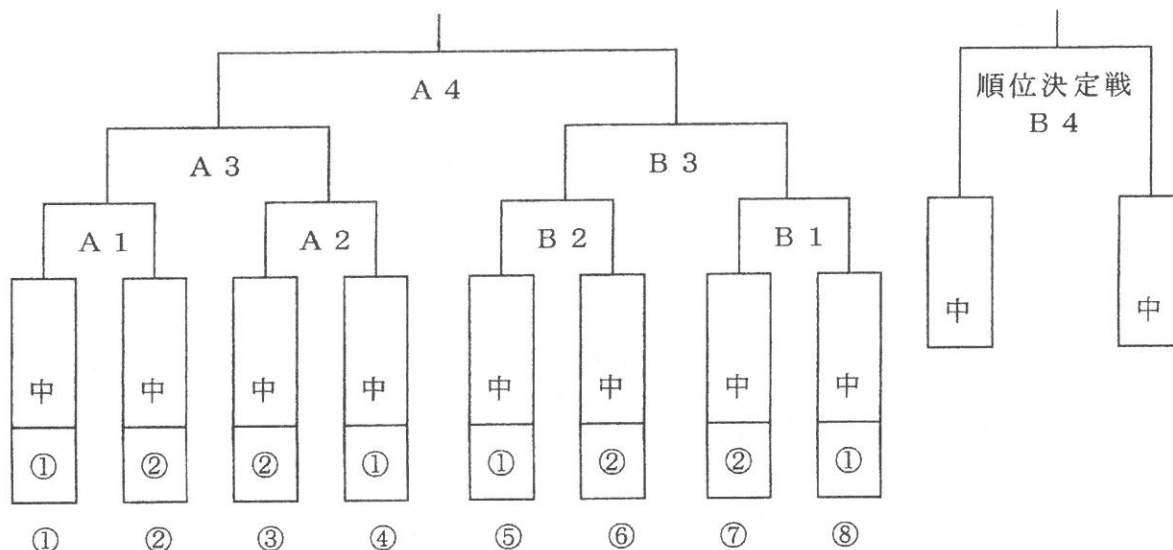 A 4
順位決定戦
B 4
A 3
B 3
A 1
A 2
B 2
B 1
中
中
中 中 中 中 中 中 中 中
① ② ② ① ① ② ② ①
① ② ③ ④ ⑤ ⑥ ⑦ ⑧